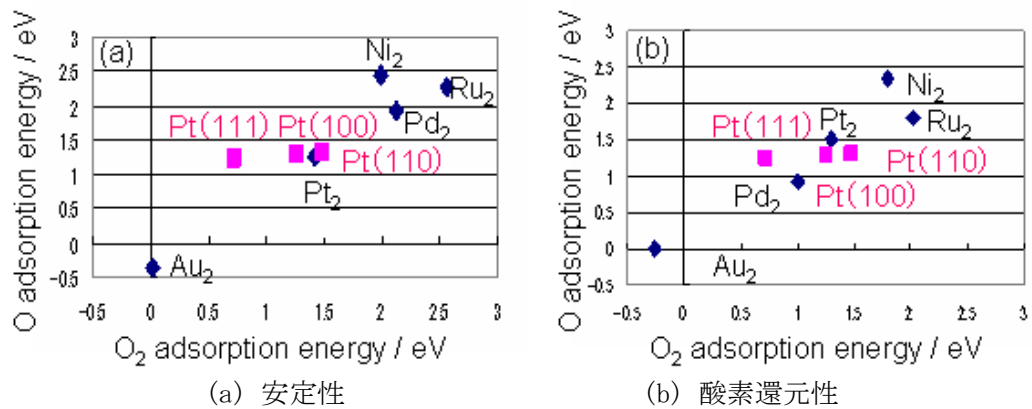 (a)
O adsorption energy / eV
3
2.5
2
1.5
1
0.5
0
-0.5
Ni₂
Ru₂
Pd₂
Pt(111) Pt(100)
Pt(110)
Pt₂
Au₂
-0.5 0 0.5 1 1.5 2 2.5 3
O₂ adsorption energy / eV
(a) 安定性
(b)
O adsorption energy / eV
3
2.5
2
1.5
1
0.5
0
-0.5
Ni₂
Pt(111) Pt₂
Ru₂
Pt(110)
Pd₂ Pt(100)
Au₂
-0.5 0 0.5 1 1.5 2 2.5 3
O₂ adsorption energy / eV
(b) 酸素還元性